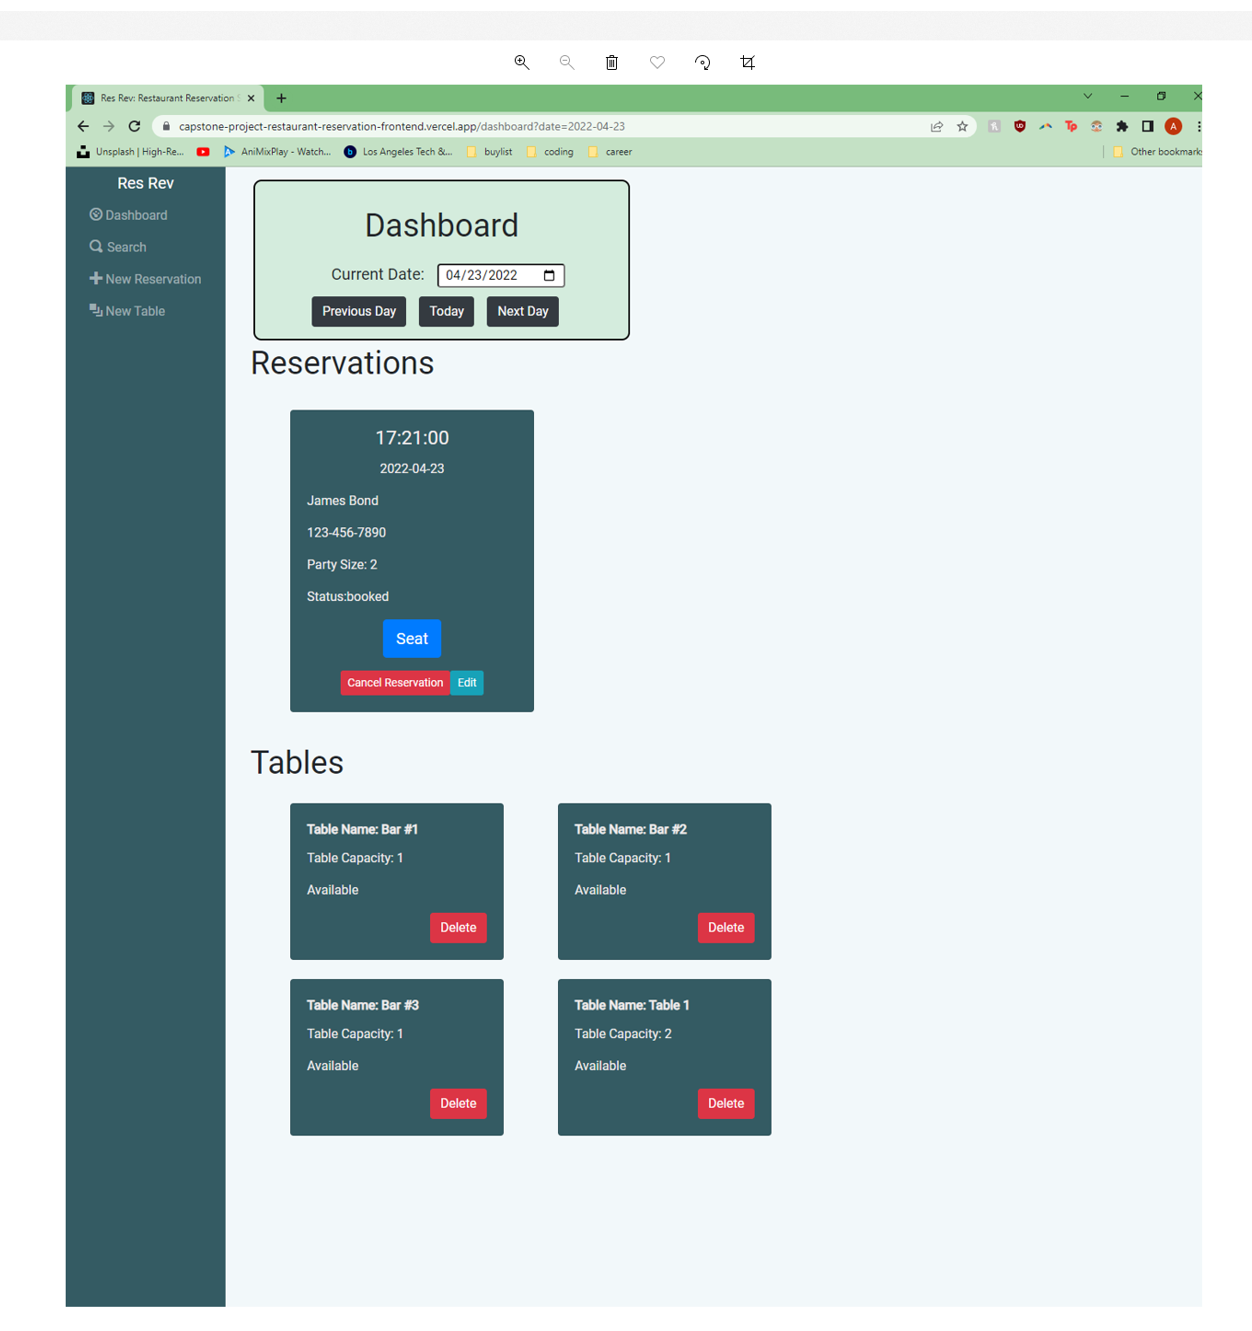 Res Rev: Restaurant Reservation S
capstone-project-restaurant-reservation-frontend.vercel.app/dashboard?date=2022-04-23
Unsplash | High-Re... AniMixPlay - Watch... Los Angeles Tech &... buylist coding career Other bookmarks
Res Rev
Dashboard
Search
New Reservation
New Table
Dashboard
Current Date: 04/23/2022
Previous Day Today Next Day
Reservations
17:21:00
2022-04-23
James Bond
123-456-7890
Party Size: 2
Status:booked
Seat
Cancel Reservation Edit
Tables
Table Name: Bar #1
Table Capacity: 1
Available
Delete
Table Name: Bar #2
Table Capacity: 1
Available
Delete
Table Name: Bar #3
Table Capacity: 1
Available
Delete
Table Name: Table 1
Table Capacity: 2
Available
Delete